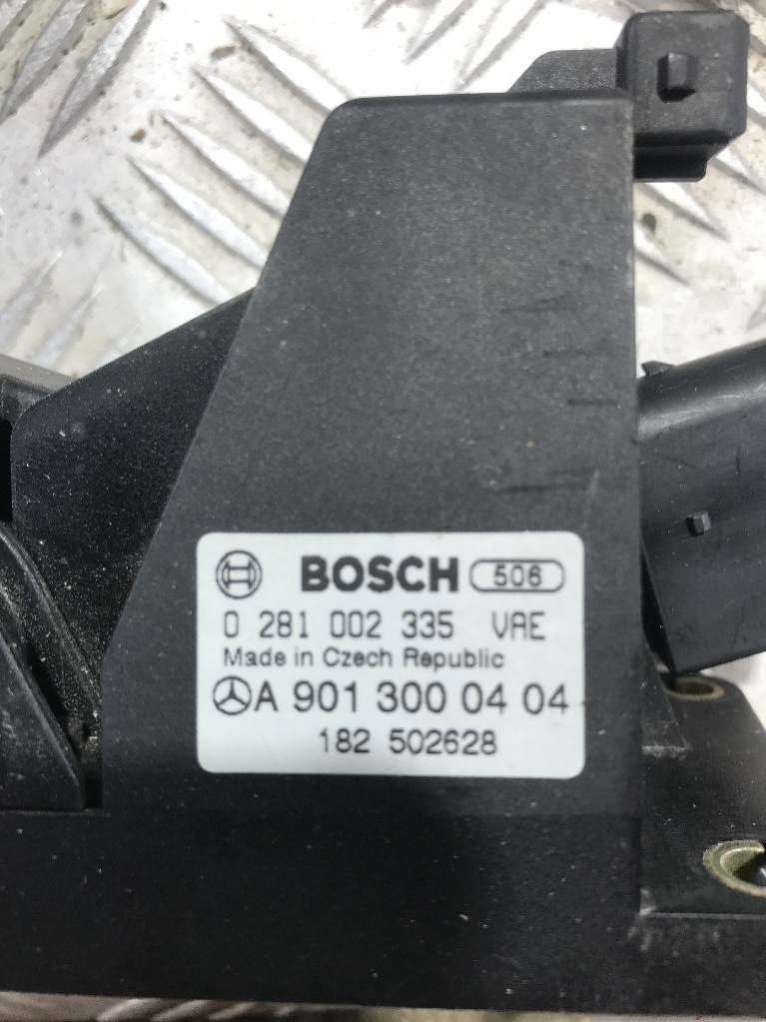 BOSCH 506
0 281 002 335 VAE
Made in Czech Republic
A 901 300 04 04
182 502628